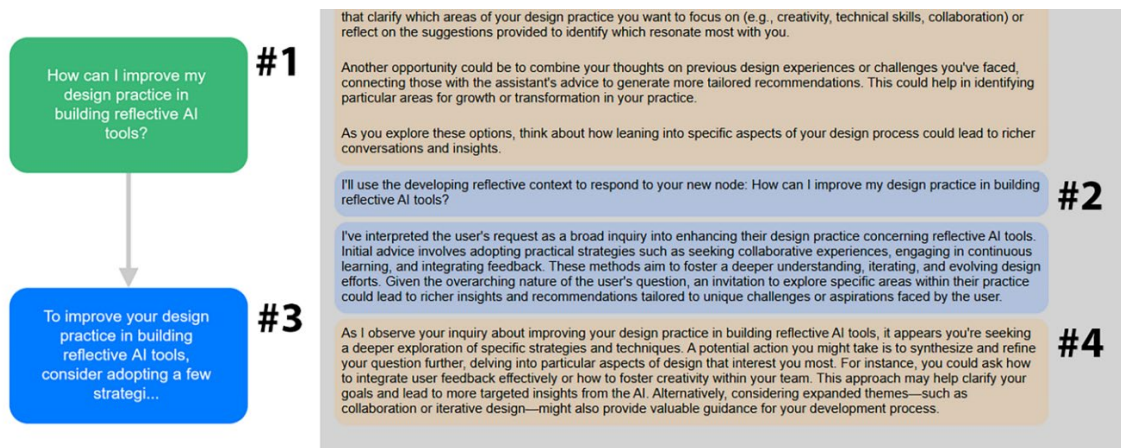 How can I improve my
design practice in
building reflective AI
tools?
#1
To improve your design
practice in building
reflective AI tools,
consider adopting a few
strategi...
#3
that clarify which areas of your design practice you want to focus on (e.g., creativity, technical skills, collaboration) or
reflect on the suggestions provided to identify which resonate most with you.
Another opportunity could be to combine your thoughts on previous design experiences or challenges you've faced,
connecting those with the assistant's advice to generate more tailored recommendations. This could help in identifying
particular areas for growth or transformation in your practice.
As you explore these options, think about how leaning into specific aspects of your design process could lead to richer
conversations and insights.
I'll use the developing reflective context to respond to your new node: How can I improve my design practice in building
reflective AI tools?
#2
I've interpreted the user's request as a broad inquiry into enhancing their design practice concerning reflective AI tools.
Initial advice involves adopting practical strategies such as seeking collaborative experiences, engaging in continuous
learning, and integrating feedback. These methods aim to foster a deeper understanding, iterating, and evolving design
efforts. Given the overarching nature of the user's question, an invitation to explore specific areas within their practice
could lead to richer insights and recommendations tailored to unique challenges or aspirations faced by the user.
As I observe your inquiry about improving your design practice in building reflective AI tools, it appears you're seeking
a deeper exploration of specific strategies and techniques. A potential action you might take is to synthesize and refine
your question further, delving into particular aspects of design that interest you most. For instance, you could ask how
to integrate user feedback effectively or how to foster creativity within your team. This approach may help clarify your
goals and lead to more targeted insights from the AI. Alternatively, considering expanded themes—such as
collaboration or iterative design—might also provide valuable guidance for your development process.
#4